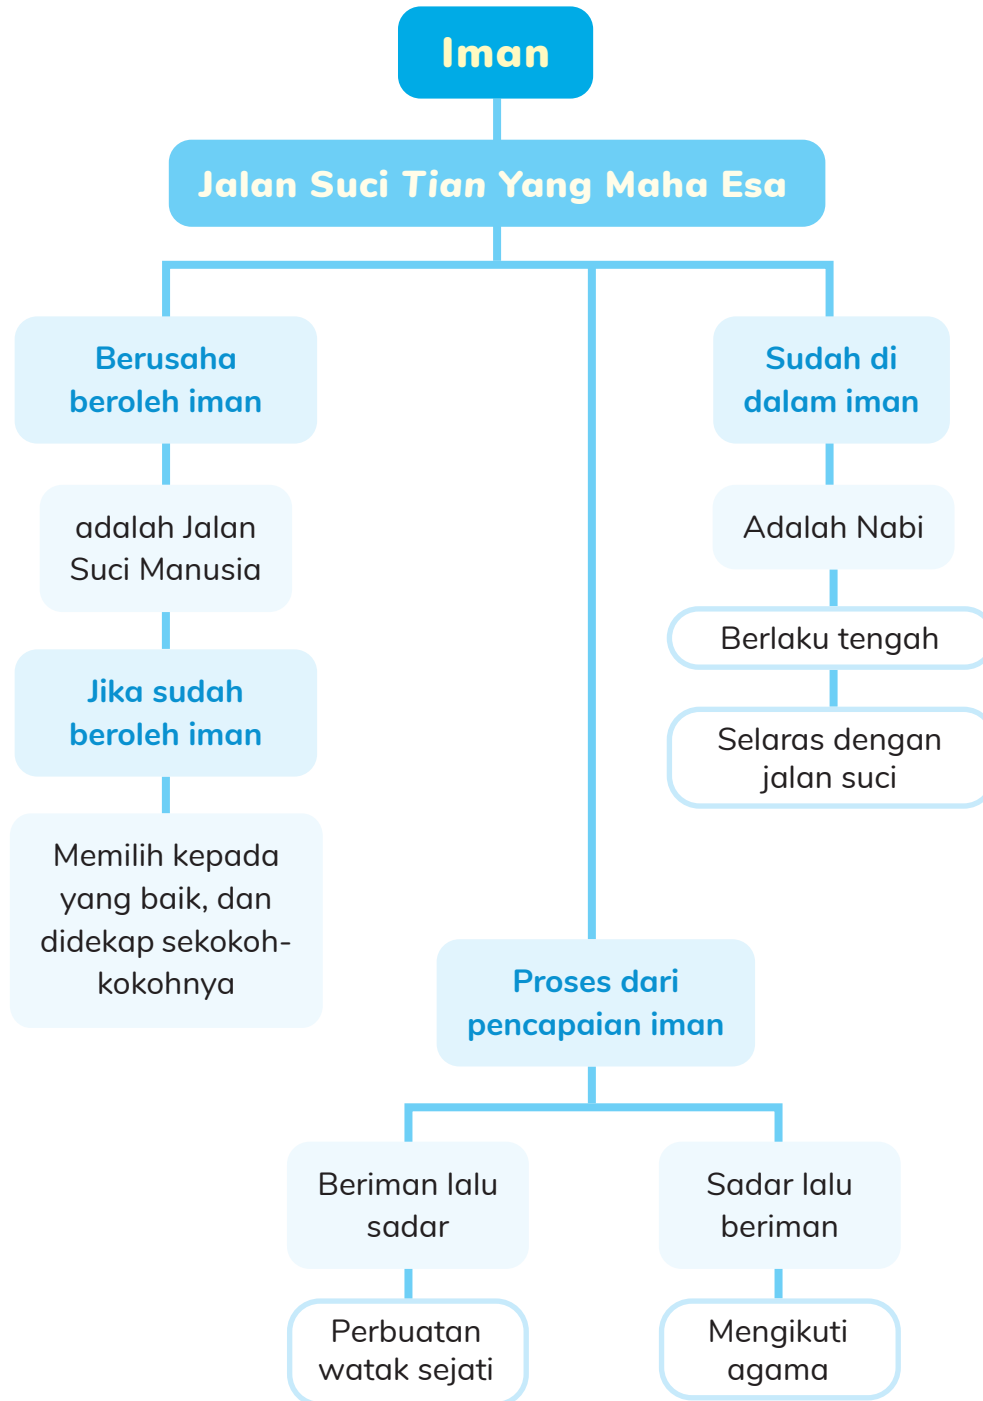 Iman
Jalan Suci Tian Yang Maha Esa
Berusaha
beroleh iman
adalah Jalan
Suci Manusia
Jika sudah
beroleh iman
Memilih kepada
yang baik, dan
didekap sekokoh-
kokohnya
Sudah di
dalam iman
Adalah Nabi
Berlaku tengah
Selaras dengan
jalan suci
Proses dari
pencapaian iman
Beriman lalu
sadar
Perbuatan
watak sejati
Sadar lalu
beriman
Mengikuti
agama